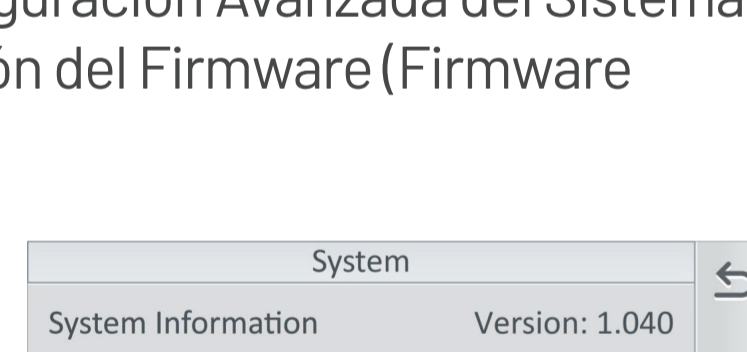 guración Avanzada del Sistema
ón del Firmware (Firmware
System
System Information Version: 1.040